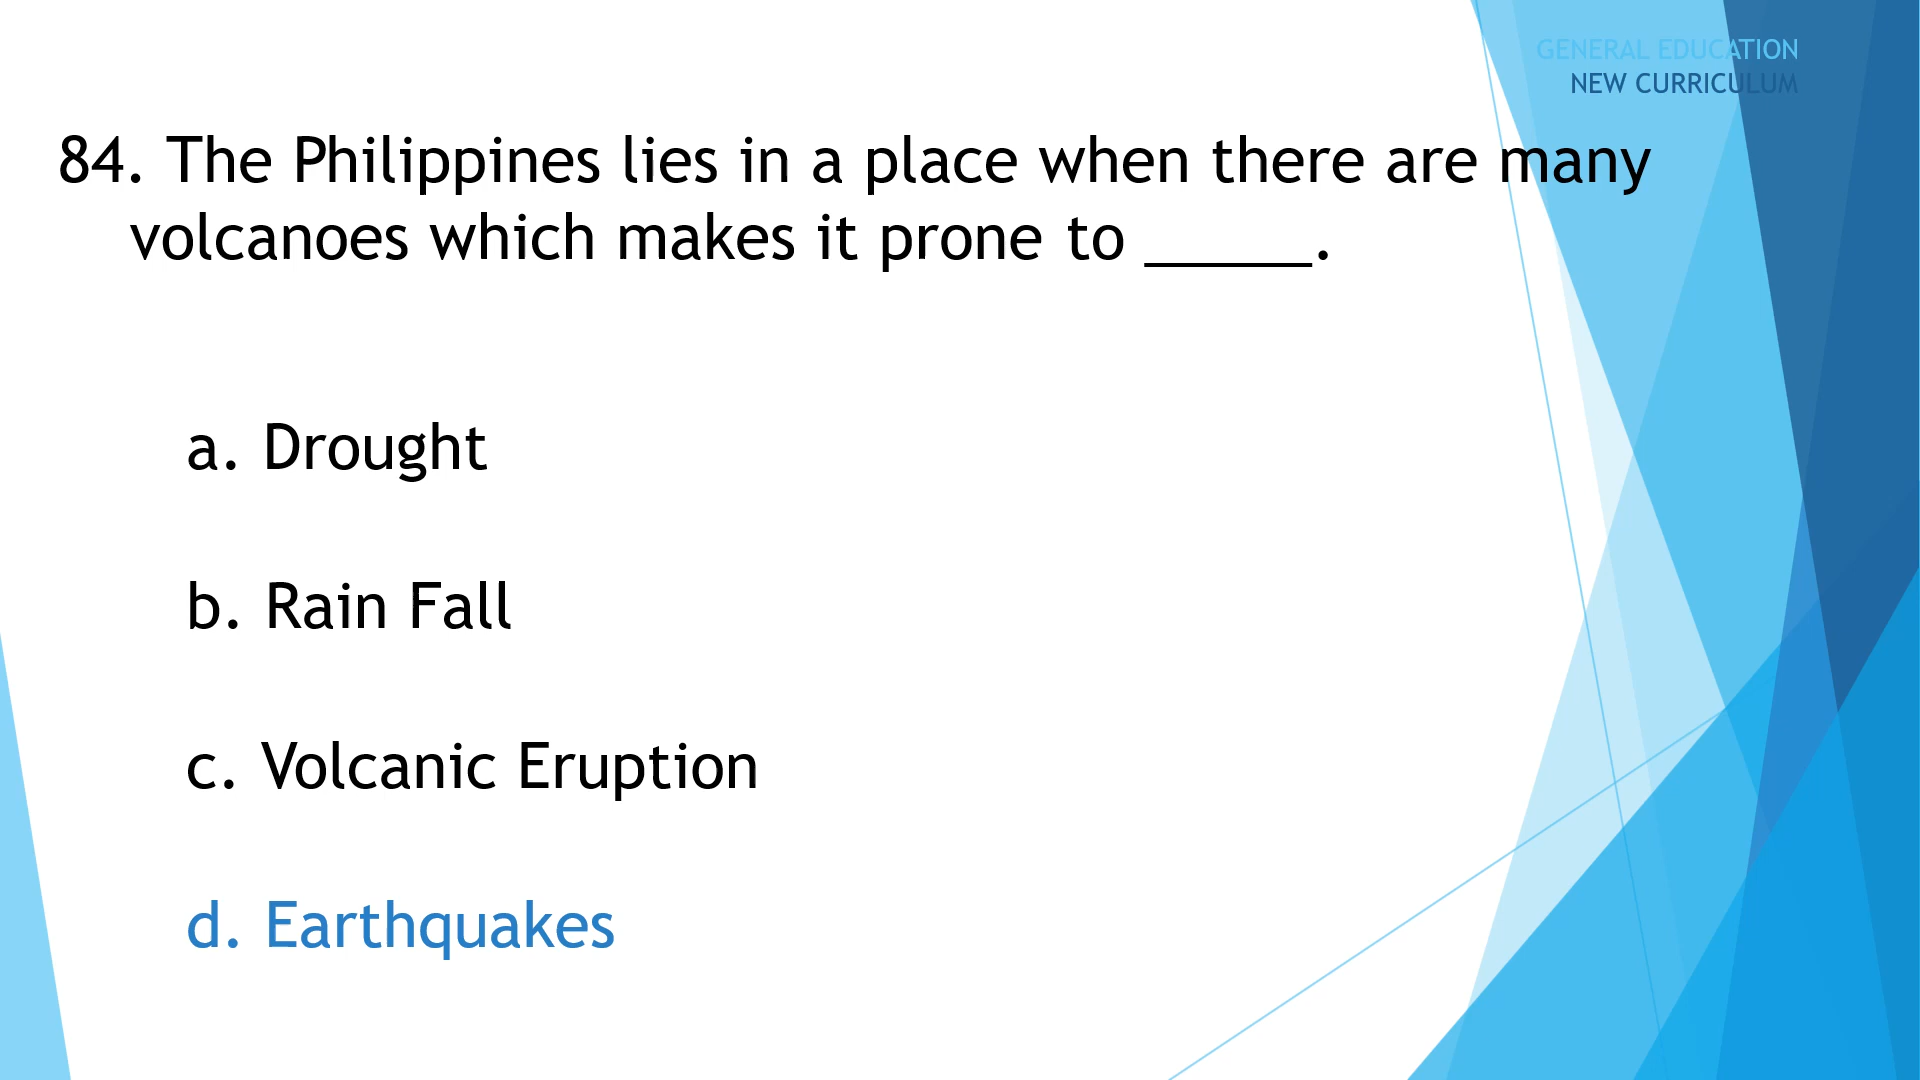 GENERAL EDUCATION
NEW CURRICULUM
84. The Philippines lies in a place when there are many
volcanoes which makes it prone to _____.
a. Drought
b. Rain Fall
c. Volcanic Eruption
d. Earthquakes